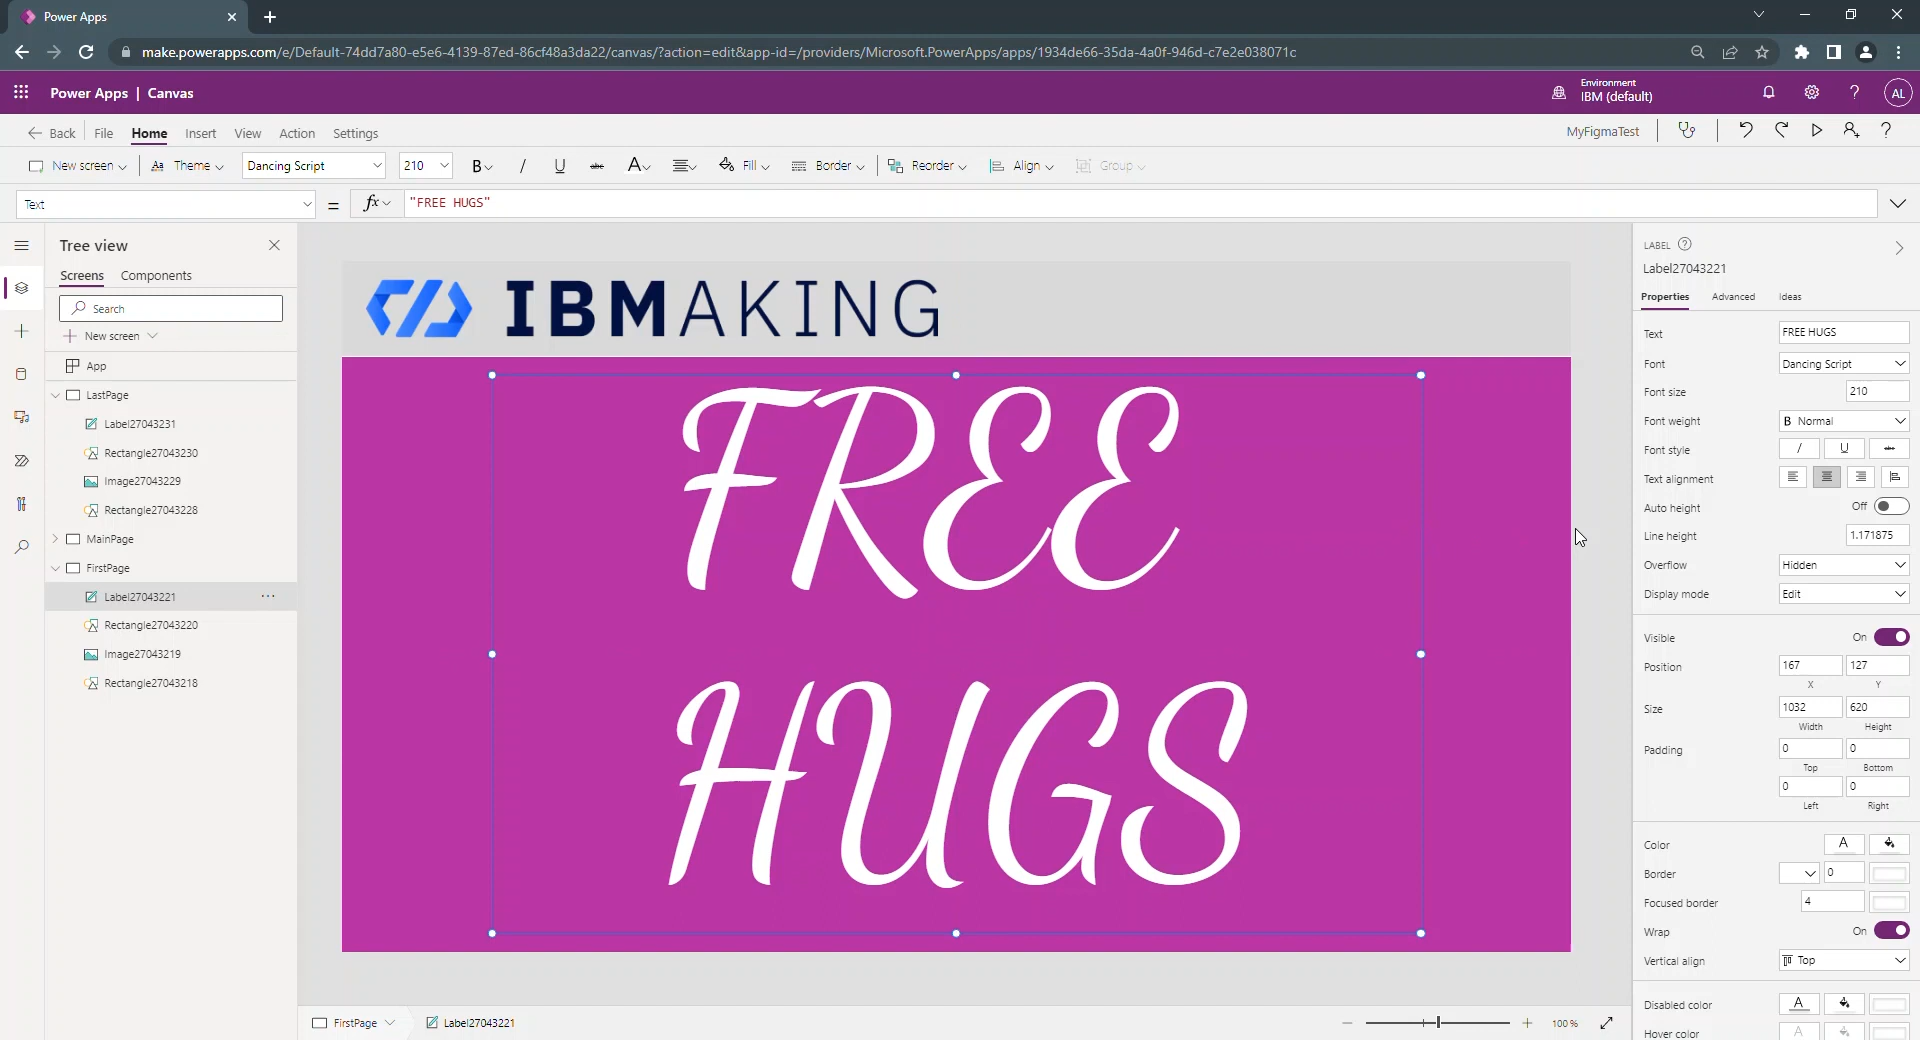 Power Apps
make.powerapps.com/e/Default-74dd7a80-e5e6-4139-87ed-86cf48a3da22/canvas/?action=edit&app-id=/providers/Microsoft.PowerApps/apps/1934de66-35da-4a0f-946d-c7e2e038071c
Power Apps | Canvas
Environment
IBM (default)
AL
Back File Home Insert View Action Settings
MyFigmaTest
New screen Theme Dancing Script 210 B / U abc A Fill Border Reorder Align Group
Text = fx "FREE HUGS"
Tree view
Screens Components
Search
New screen
App
LastPage
Label27043231
Rectangle27043230
Image27043229
Rectangle27043228
MainPage
FirstPage
Label27043221
Rectangle27043220
Image27043219
Rectangle27043218
IBMAKING
FREE
HUGS
FirstPage Label27043221
100 %
LABEL
Label27043221
Properties Advanced Ideas
Text FREE HUGS
Font Dancing Script
Font size 210
Font weight B Normal
Font style / U
Text alignment
Auto height Off
Line height 1.171875
Overflow Hidden
Display mode Edit
Visible On
Position 167 127
X Y
Size 1032 620
Width Height
Padding 0 0
Top Bottom
0 0
Left Right
Color A
Border 0
Focused border 4
Wrap On
Vertical align Top
Disabled color A
Hover color A